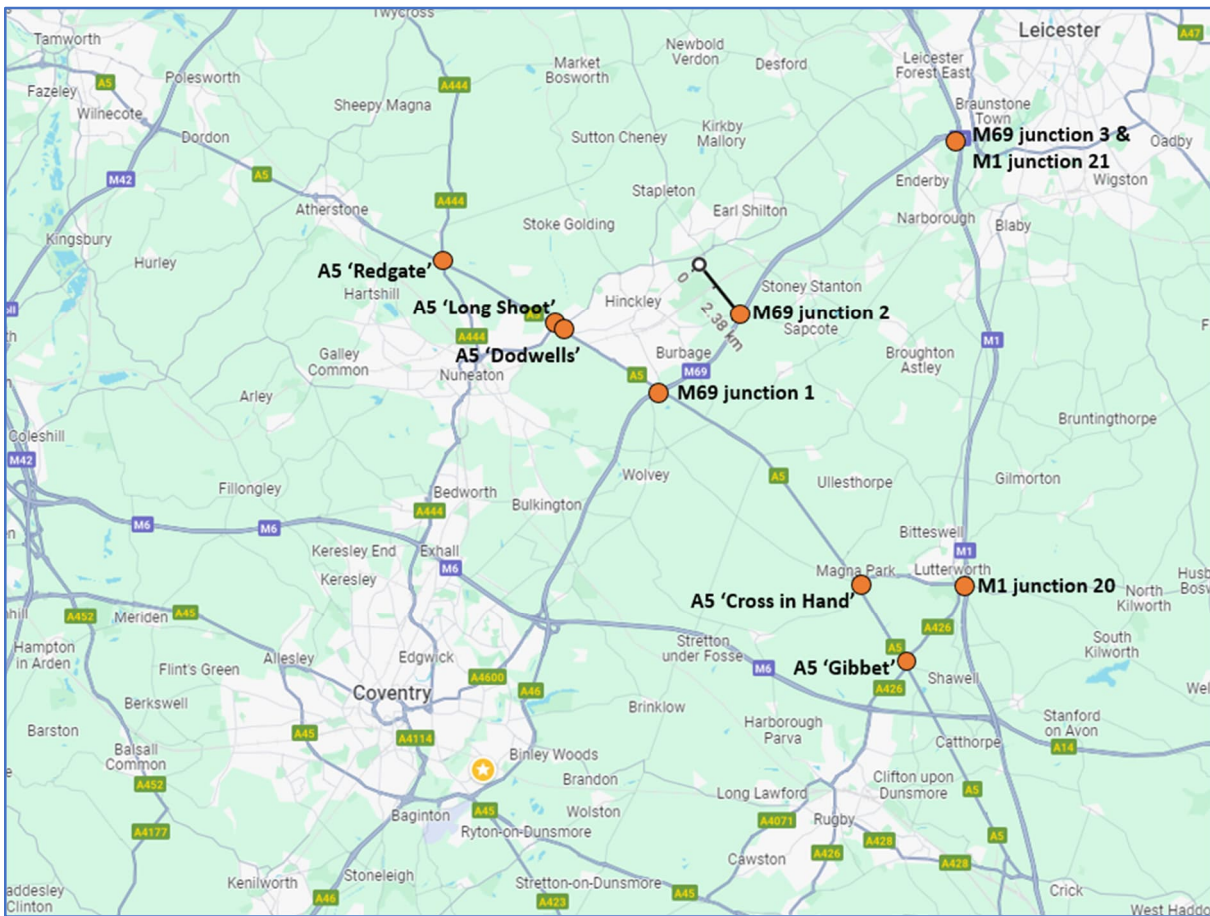 Twycross
Leicester
A47
Tamworth
Newbold
Verdon
Leicester
Forest East
Polesworth
Market
Bosworth
Desford
A5
A444
Fazeley
Wilnecote
Sheepy Magna
Braunstone
Town
Dordon
Sutton Cheney
Kirkby
Mallory
M69 junction 3 &
M1 junction 21
Oadby
M42
A5
Enderby
Wigston
Stapleton
A444
Atherstone
Earl Shilton
Narborough
Blaby
Stoke Golding
Kingsbury
Hurley
A5 ‘Redgate’
0
2.38 km
Stoney Stanton
Hartshill
Hinckley
A5 ‘Long Shoot’
A5
M69 junction 2
Sapcote
A444
A5 ‘Dodwells’
M1
Galley
Common
Nuneaton
Burbage
Broughton
Astley
A5
M69
Arley
M69 junction 1
Bruntingthorpe
Coleshill
M42
Wolvey
A5
Ullesthorpe
Gilmorton
Fillongley
Bedworth
Bulkington
A444
M6
M6
Bitteswell
Keresley End
Exhall
M1
Keresley
M6
Magna Park
Lutterworth
A5 ‘Cross in Hand’
M1 junction 20
North
Kilworth
A452
A45
Meriden
A426
Hampton
in Arden
Stretton
under Fosse
South
Kilworth
Allesley
Edgwick
A5
Flint's Green
M6
A5 ‘Gibbet’
A4600
Shawell
Coventry
A46
A426
Berkswell
Brinklow
Barston
A45
A4114
Harborough
Parva
Stanford
on Avon
Balsall
Common
Binley Woods
Catthorpe
A14
A452
Brandon
Clifton upon
Dunsmore
Long Lawford
A5
Baginton
A45
Wolston
A4177
Ryton-on-Dunsmore
A4071
Rugby
A5
A426
A428
A428
Cawston
Stoneleigh
Kenilworth
Stretton-on-Dunsmore
A45
Crick
A46
A423
West Haddo